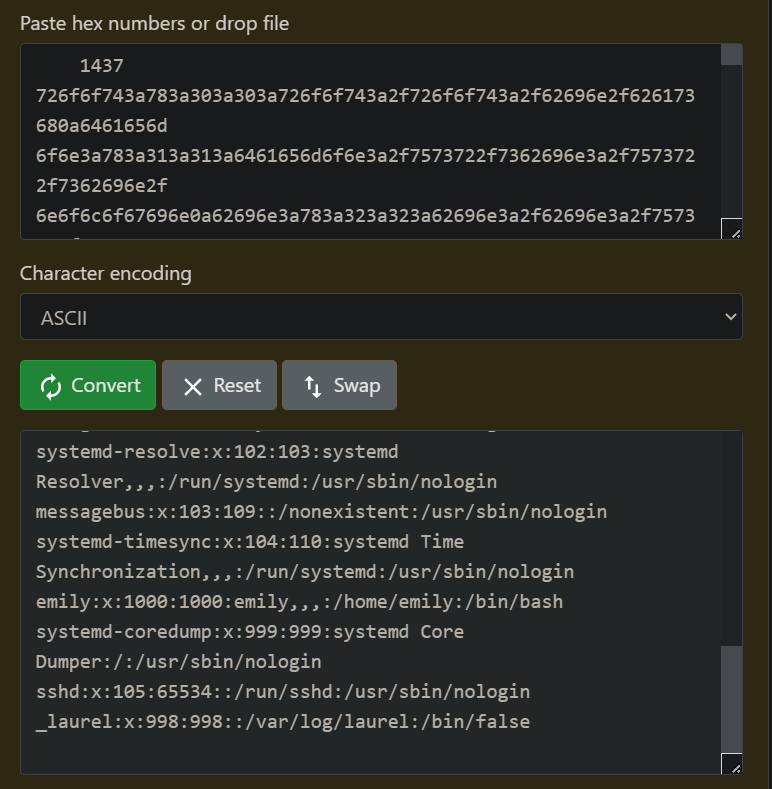 Paste hex numbers or drop file
1437
726f6f743a783a303a303a726f6f743a2f726f6f743a2f62696e2f626173
680a6461656d
6f6e3a783a313a313a6461656d6f6e3a2f7573722f7362696e3a2f757372
2f7362696e2f
6e6f6c6f67696e0a62696e3a783a323a323a62696e3a2f62696e3a2f7573
Character encoding
ASCII
Convert Reset Swap
systemd-resolve:x:102:103:systemd
Resolver,,,:/run/systemd:/usr/sbin/nologin
messagebus:x:103:109::/nonexistent:/usr/sbin/nologin
systemd-timesync:x:104:110:systemd Time
Synchronization,,,:/run/systemd:/usr/sbin/nologin
emily:x:1000:1000:emily,,,:/home/emily:/bin/bash
systemd-coredump:x:999:999:systemd Core
Dumper:/:/usr/sbin/nologin
sshd:x:105:65534::/run/sshd:/usr/sbin/nologin
_laurel:x:998:998::/var/log/laurel:/bin/false